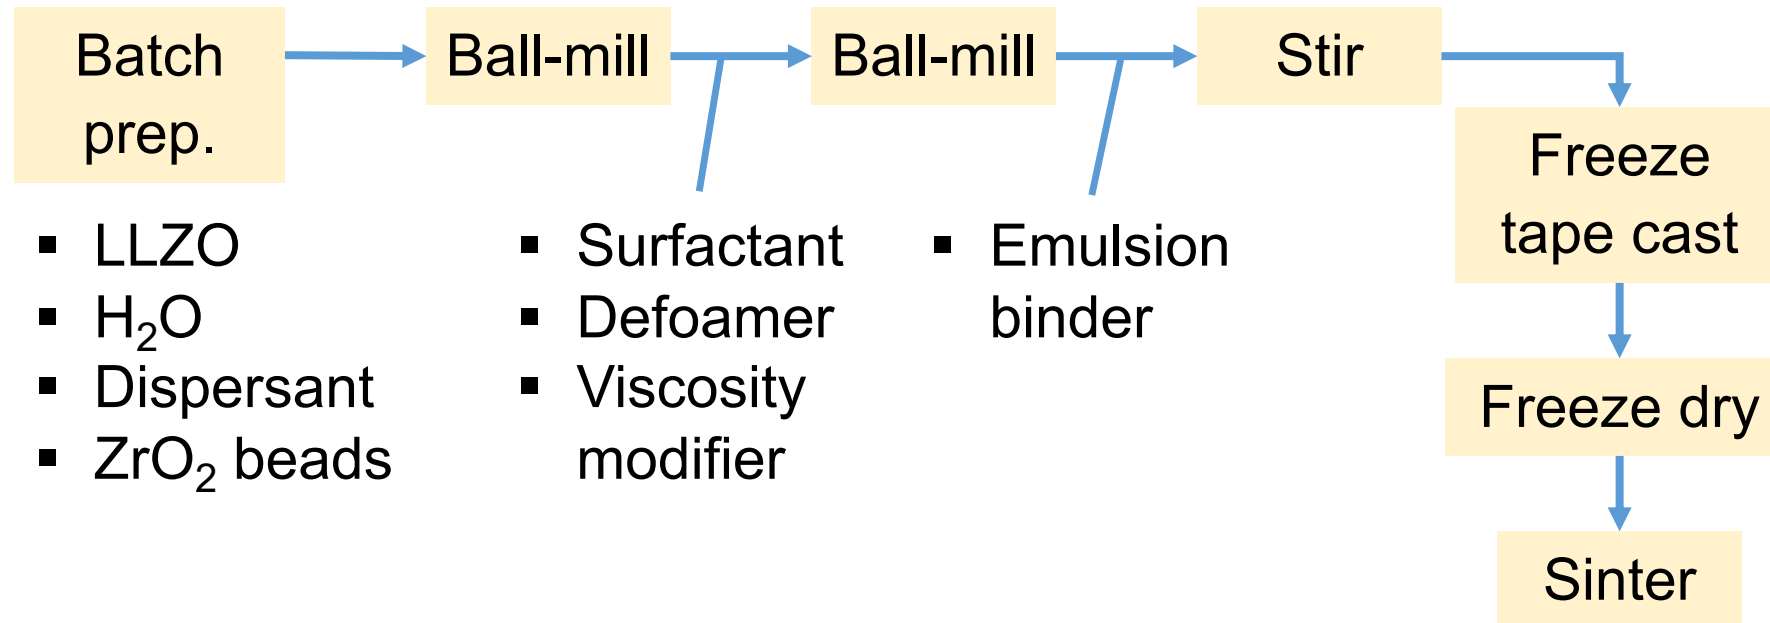 Batch
prep.
Ball-mill
Ball-mill
Stir
Freeze
tape cast
Freeze dry
Sinter
▪ LLZO
▪ H₂O
▪ Dispersant
▪ ZrO₂ beads
▪ Surfactant
▪ Defoamer
▪ Viscosity
modifier
▪ Emulsion
binder